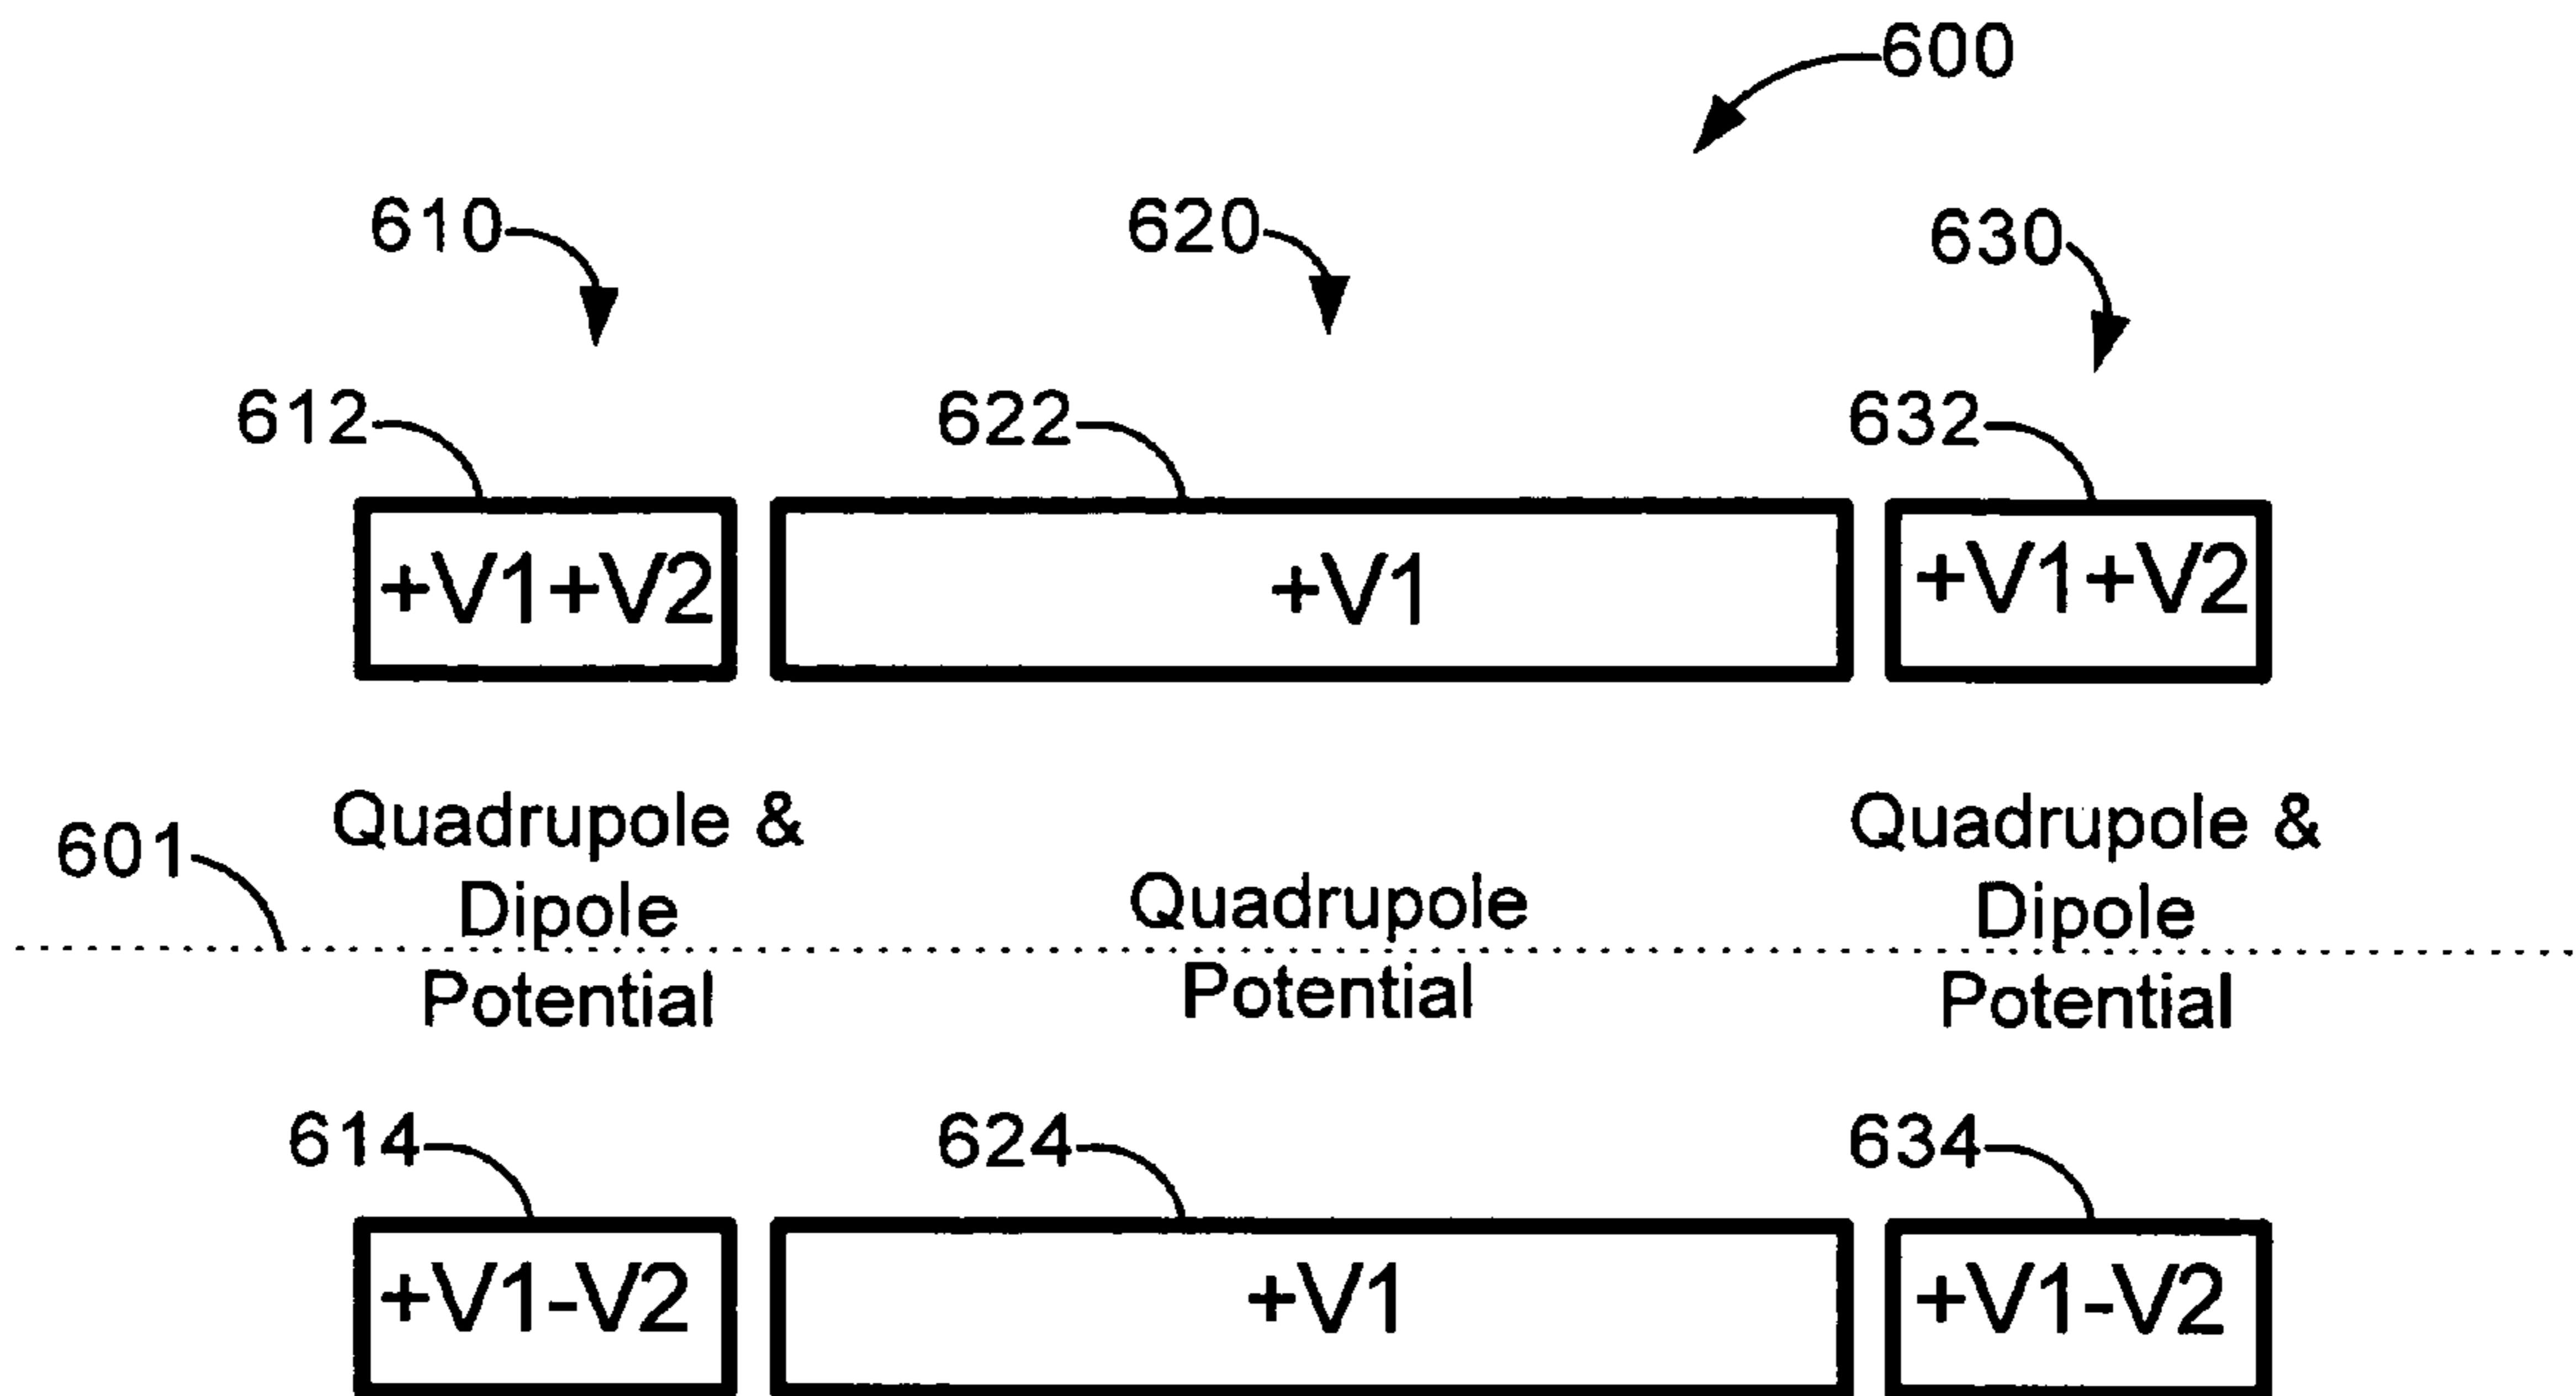 600
610
620
630
612
622
632
+V1+V2
+V1
+V1+V2
601
Quadrupole &
Dipole
Potential
Quadrupole
Potential
Quadrupole &
Dipole
Potential
614
624
634
+V1-V2
+V1
+V1-V2